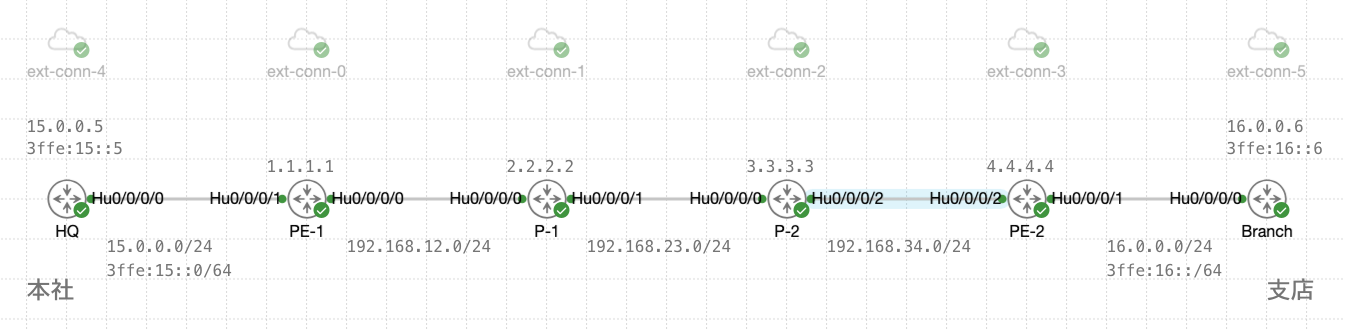 ext-conn-4 ext-conn-0 ext-conn-1 ext-conn-2 ext-conn-3 ext-conn-5
15.0.0.5 16.0.0.6
3ffe:15::5 3ffe:16::6
1.1.1.1 2.2.2.2 3.3.3.3 4.4.4.4
Hu0/0/0/0 Hu0/0/0/1 Hu0/0/0/0 Hu0/0/0/0 Hu0/0/0/1 Hu0/0/0/0 Hu0/0/0/2 Hu0/0/0/2 Hu0/0/0/1 Hu0/0/0/0
HQ PE-1 P-1 P-2 PE-2 Branch
15.0.0.0/24 192.168.12.0/24 192.168.23.0/24 192.168.34.0/24 16.0.0.0/24
3ffe:15::0/64 3ffe:16::/64
本社 支店